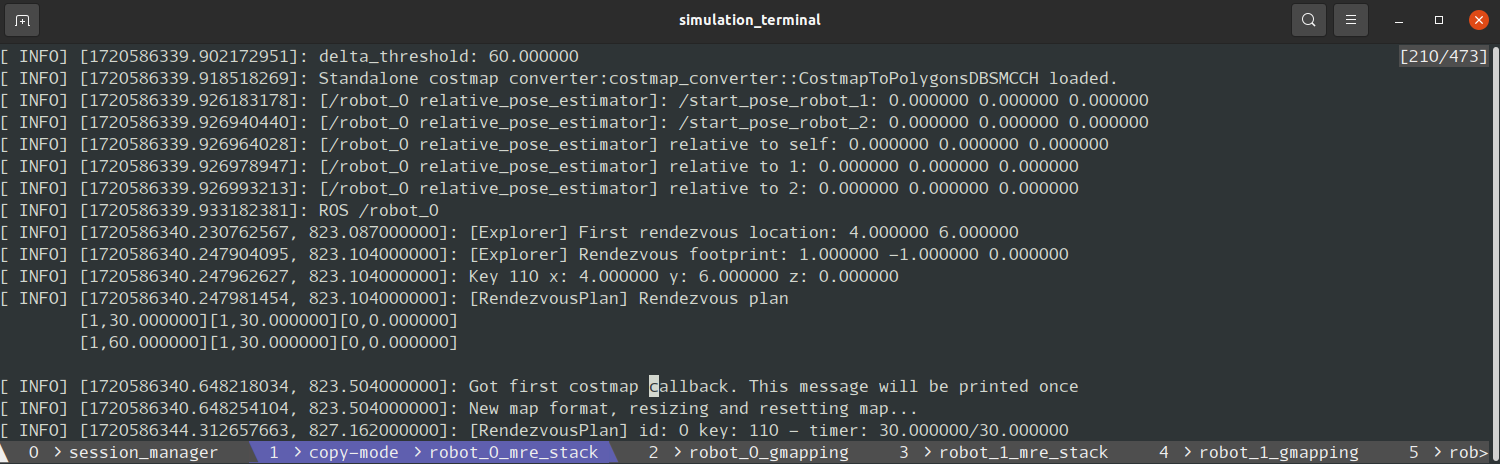 simulation_terminal
[ INFO] [1720586339.902172951]: delta_threshold: 60.000000 [210/473]
[ INFO] [1720586339.918518269]: Standalone costmap converter:costmap_converter::CostmapToPolygonsDBSMCCH loaded.
[ INFO] [1720586339.926183178]: [/robot_0 relative_pose_estimator]: /start_pose_robot_1: 0.000000 0.000000 0.000000
[ INFO] [1720586339.926940440]: [/robot_0 relative_pose_estimator]: /start_pose_robot_2: 0.000000 0.000000 0.000000
[ INFO] [1720586339.926964028]: [/robot_0 relative_pose_estimator] relative to self: 0.000000 0.000000 0.000000
[ INFO] [1720586339.926978947]: [/robot_0 relative_pose_estimator] relative to 1: 0.000000 0.000000 0.000000
[ INFO] [1720586339.926993213]: [/robot_0 relative_pose_estimator] relative to 2: 0.000000 0.000000 0.000000
[ INFO] [1720586339.933182381]: ROS /robot_0
[ INFO] [1720586340.230762567, 823.087000000]: [Explorer] First rendezvous location: 4.000000 6.000000
[ INFO] [1720586340.247904095, 823.104000000]: [Explorer] Rendezvous footprint: 1.000000 -1.000000 0.000000
[ INFO] [1720586340.247962627, 823.104000000]: Key 110 x: 4.000000 y: 6.000000 z: 0.000000
[ INFO] [1720586340.247981454, 823.104000000]: [RendezvousPlan] Rendezvous plan
[1,30.000000][1,30.000000][0,0.000000]
[1,60.000000][1,30.000000][0,0.000000]
[ INFO] [1720586340.648218034, 823.504000000]: Got first costmap callback. This message will be printed once
[ INFO] [1720586340.648254104, 823.504000000]: New map format, resizing and resetting map...
[ INFO] [1720586344.312657663, 827.162000000]: [RendezvousPlan] id: 0 key: 110 - timer: 30.000000/30.000000
0 > session_manager 1 > copy-mode > robot_0_mre_stack 2 > robot_0_gmapping 3 > robot_1_mre_stack 4 > robot_1_gmapping 5 > rob>